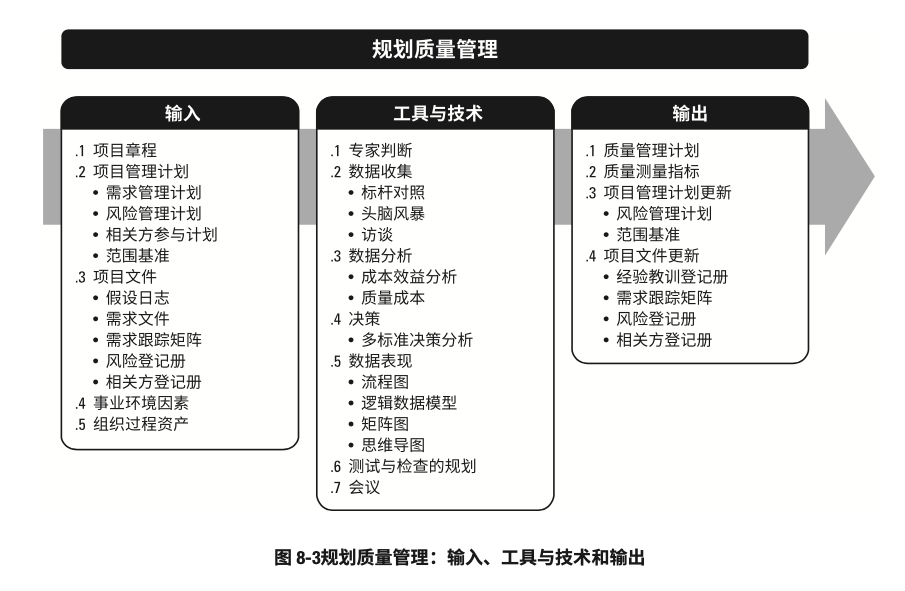 规划质量管理
输入
.1 项目章程
.2 项目管理计划
• 需求管理计划
• 风险管理计划
• 相关方参与计划
• 范围基准
.3 项目文件
• 假设日志
• 需求文件
• 需求跟踪矩阵
• 风险登记册
• 相关方登记册
.4 事业环境因素
.5 组织过程资产
工具与技术
.1 专家判断
.2 数据收集
• 标杆对照
• 头脑风暴
• 访谈
.3 数据分析
• 成本效益分析
• 质量成本
.4 决策
• 多标准决策分析
.5 数据表现
• 流程图
• 逻辑数据模型
• 矩阵图
• 思维导图
.6 测试与检查的规划
.7 会议
输出
.1 质量管理计划
.2 质量测量指标
.3 项目管理计划更新
• 风险管理计划
• 范围基准
.4 项目文件更新
• 经验教训登记册
• 需求跟踪矩阵
• 风险登记册
• 相关方登记册
图 8-3规划质量管理：输入、工具与技术和输出